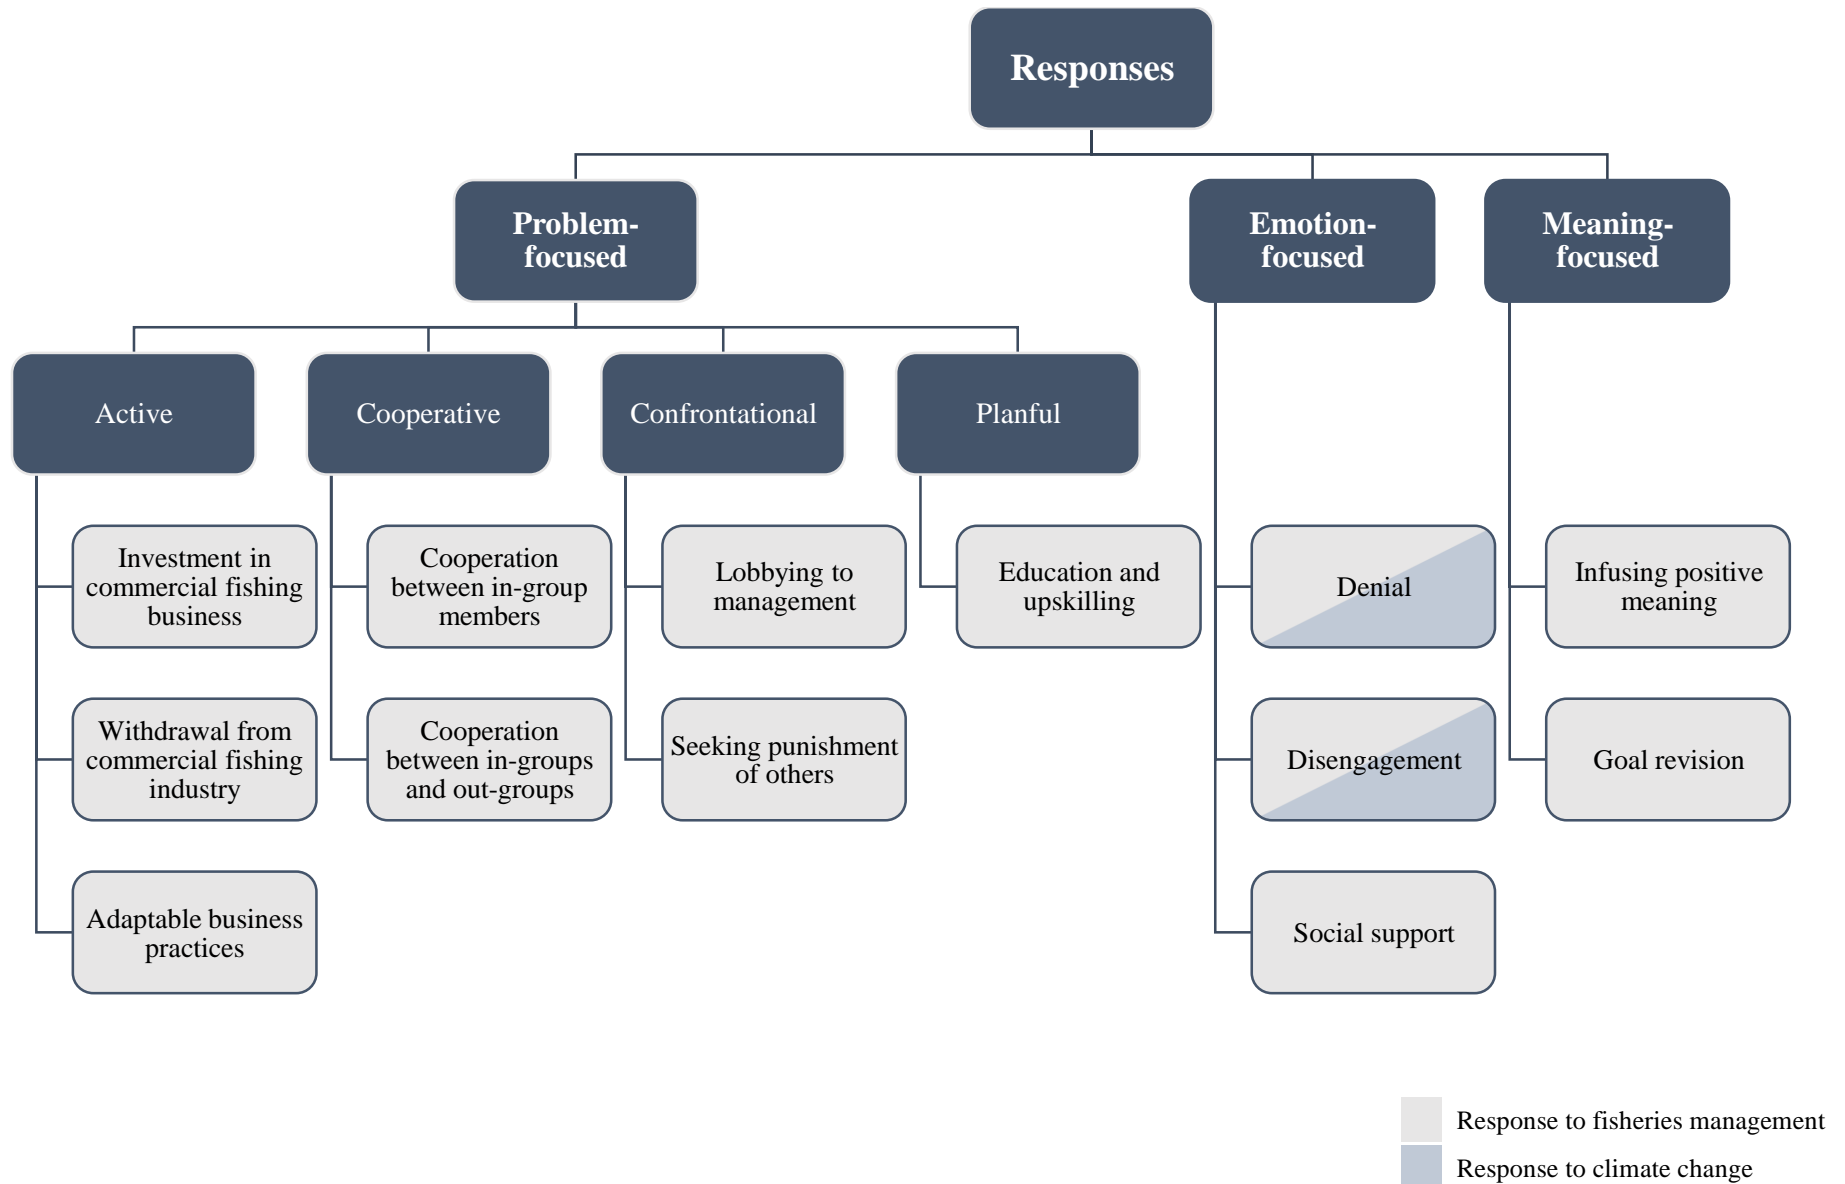 Responses
Problem-
focused
Emotion-
focused
Meaning-
focused
Active
Cooperative
Confrontational
Planful
Investment in
commercial fishing
business
Cooperation
between in-group
members
Lobbying to
management
Education and
upskilling
Denial
Infusing positive
meaning
Withdrawal from
commercial fishing
industry
Cooperation
between in-groups
and out-groups
Seeking punishment
of others
Disengagement
Goal revision
Adaptable business
practices
Social support
Response to fisheries management
Response to climate change